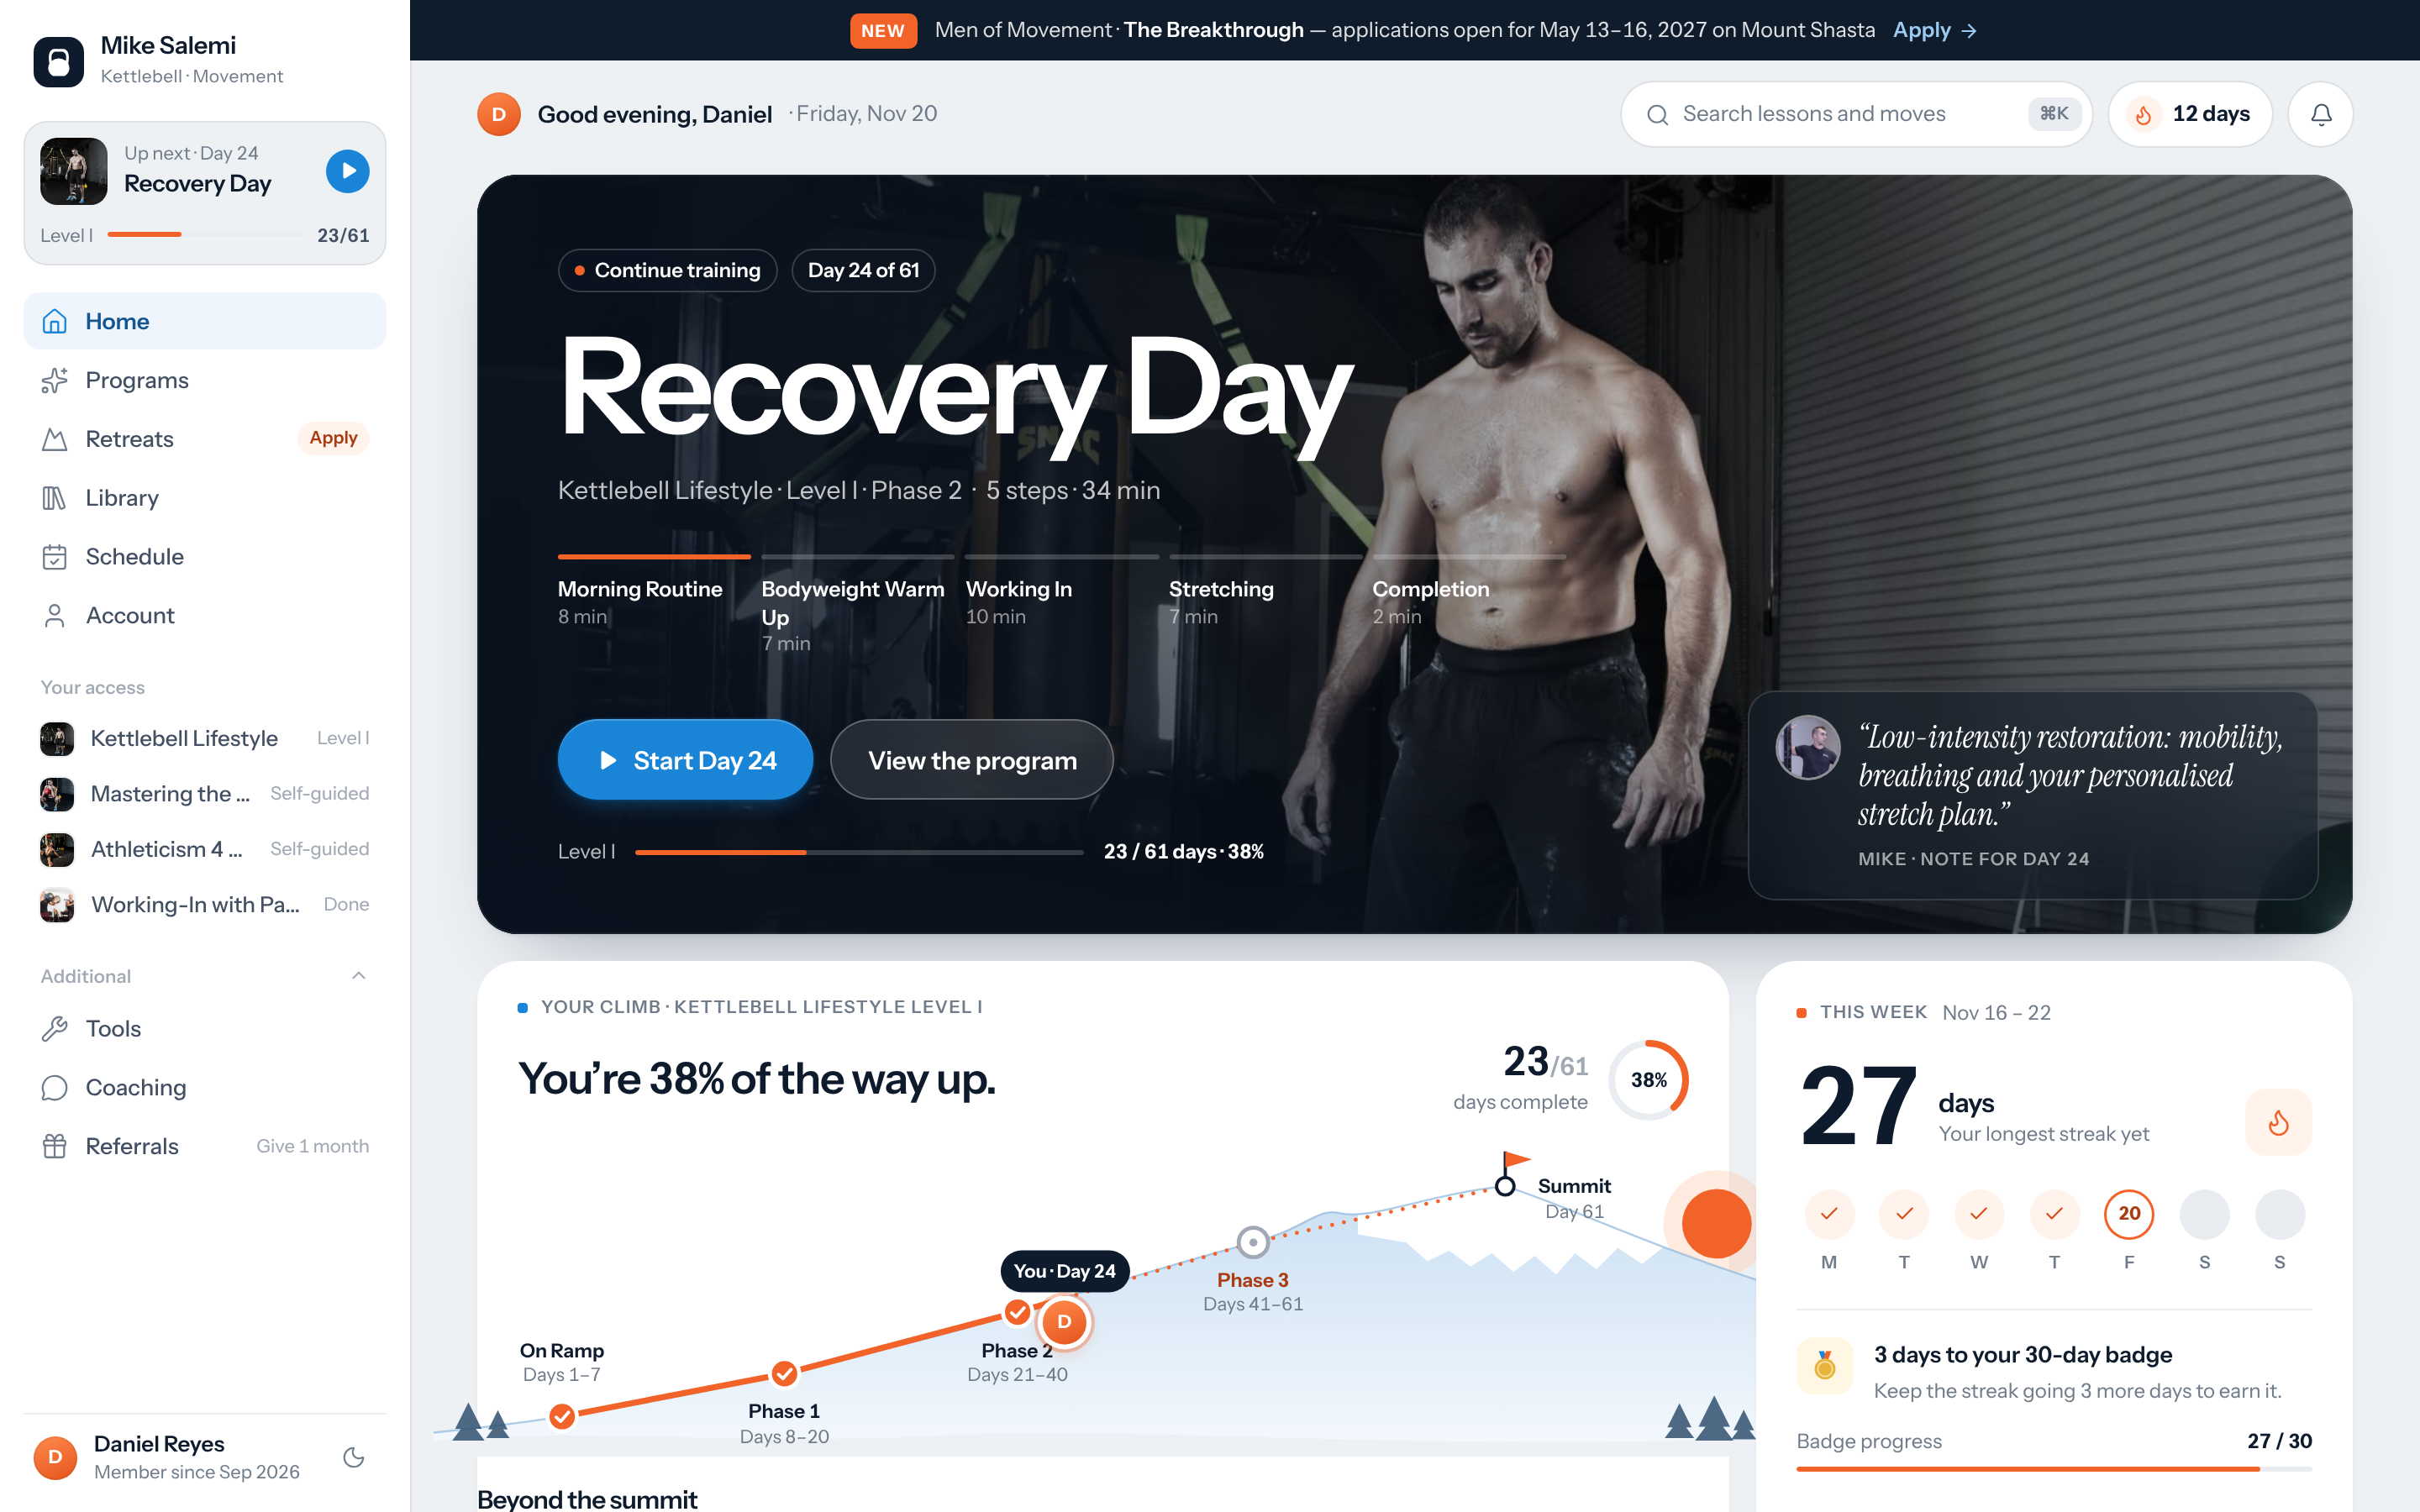 Mike Salemi
Kettlebell · Movement
Up next · Day 24
Recovery Day
Level I
23/61
Home
Programs
Retreats
Apply
Library
Schedule
Account
Your access
Kettlebell Lifestyle
Level I
Mastering the ...
Self-guided
Athleticism 4 ...
Self-guided
Working-In with Pa...
Done
Additional
Tools
Coaching
Referrals
Give 1 month
D
Daniel Reyes
Member since Sep 2026
NEW Men of Movement · The Breakthrough — applications open for May 13–16, 2027 on Mount Shasta Apply →
D
Good evening, Daniel · Friday, Nov 20
Search lessons and moves
⌘K
12 days
Continue training
Day 24 of 61
Recovery Day
SNAC
Kettlebell Lifestyle · Level I · Phase 2 · 5 steps · 34 min
Morning Routine
8 min
Bodyweight Warm
Up
7 min
Working In
10 min
Stretching
7 min
Completion
2 min
Start Day 24
View the program
Level I
23 / 61 days · 38%
“Low-intensity restoration: mobility,
breathing and your personalised
stretch plan.”
MIKE · NOTE FOR DAY 24
YOUR CLIMB · KETTLEBELL LIFESTYLE LEVEL I
You’re 38% of the way up.
23/61
days complete
38%
Summit
Day 61
Phase 3
Days 41–61
You · Day 24
D
Phase 2
Days 21–40
On Ramp
Days 1–7
Phase 1
Days 8–20
Beyond the summit
THIS WEEK Nov 16 – 22
27 days
Your longest streak yet
20
M T W T F S S
3 days to your 30-day badge
Keep the streak going 3 more days to earn it.
Badge progress
27 / 30